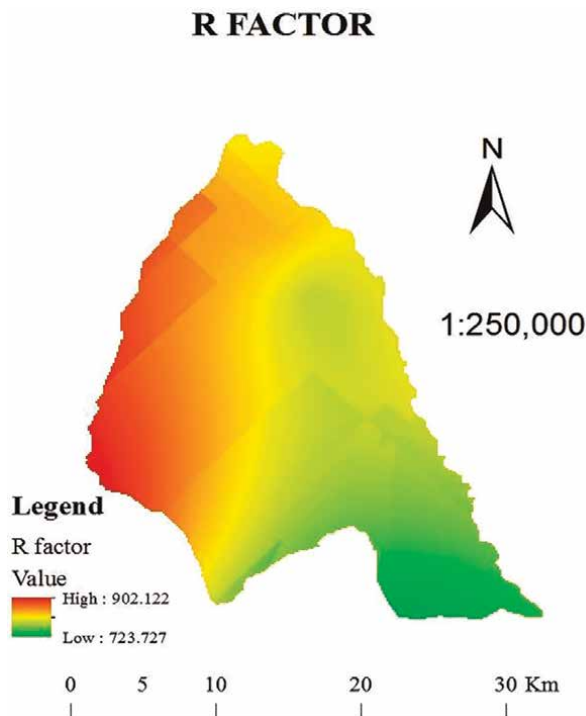 R FACTOR
N
1:250,000
Legend
R factor
Value
High : 902.122
Low : 723.727
0 5 10 20 30 Km